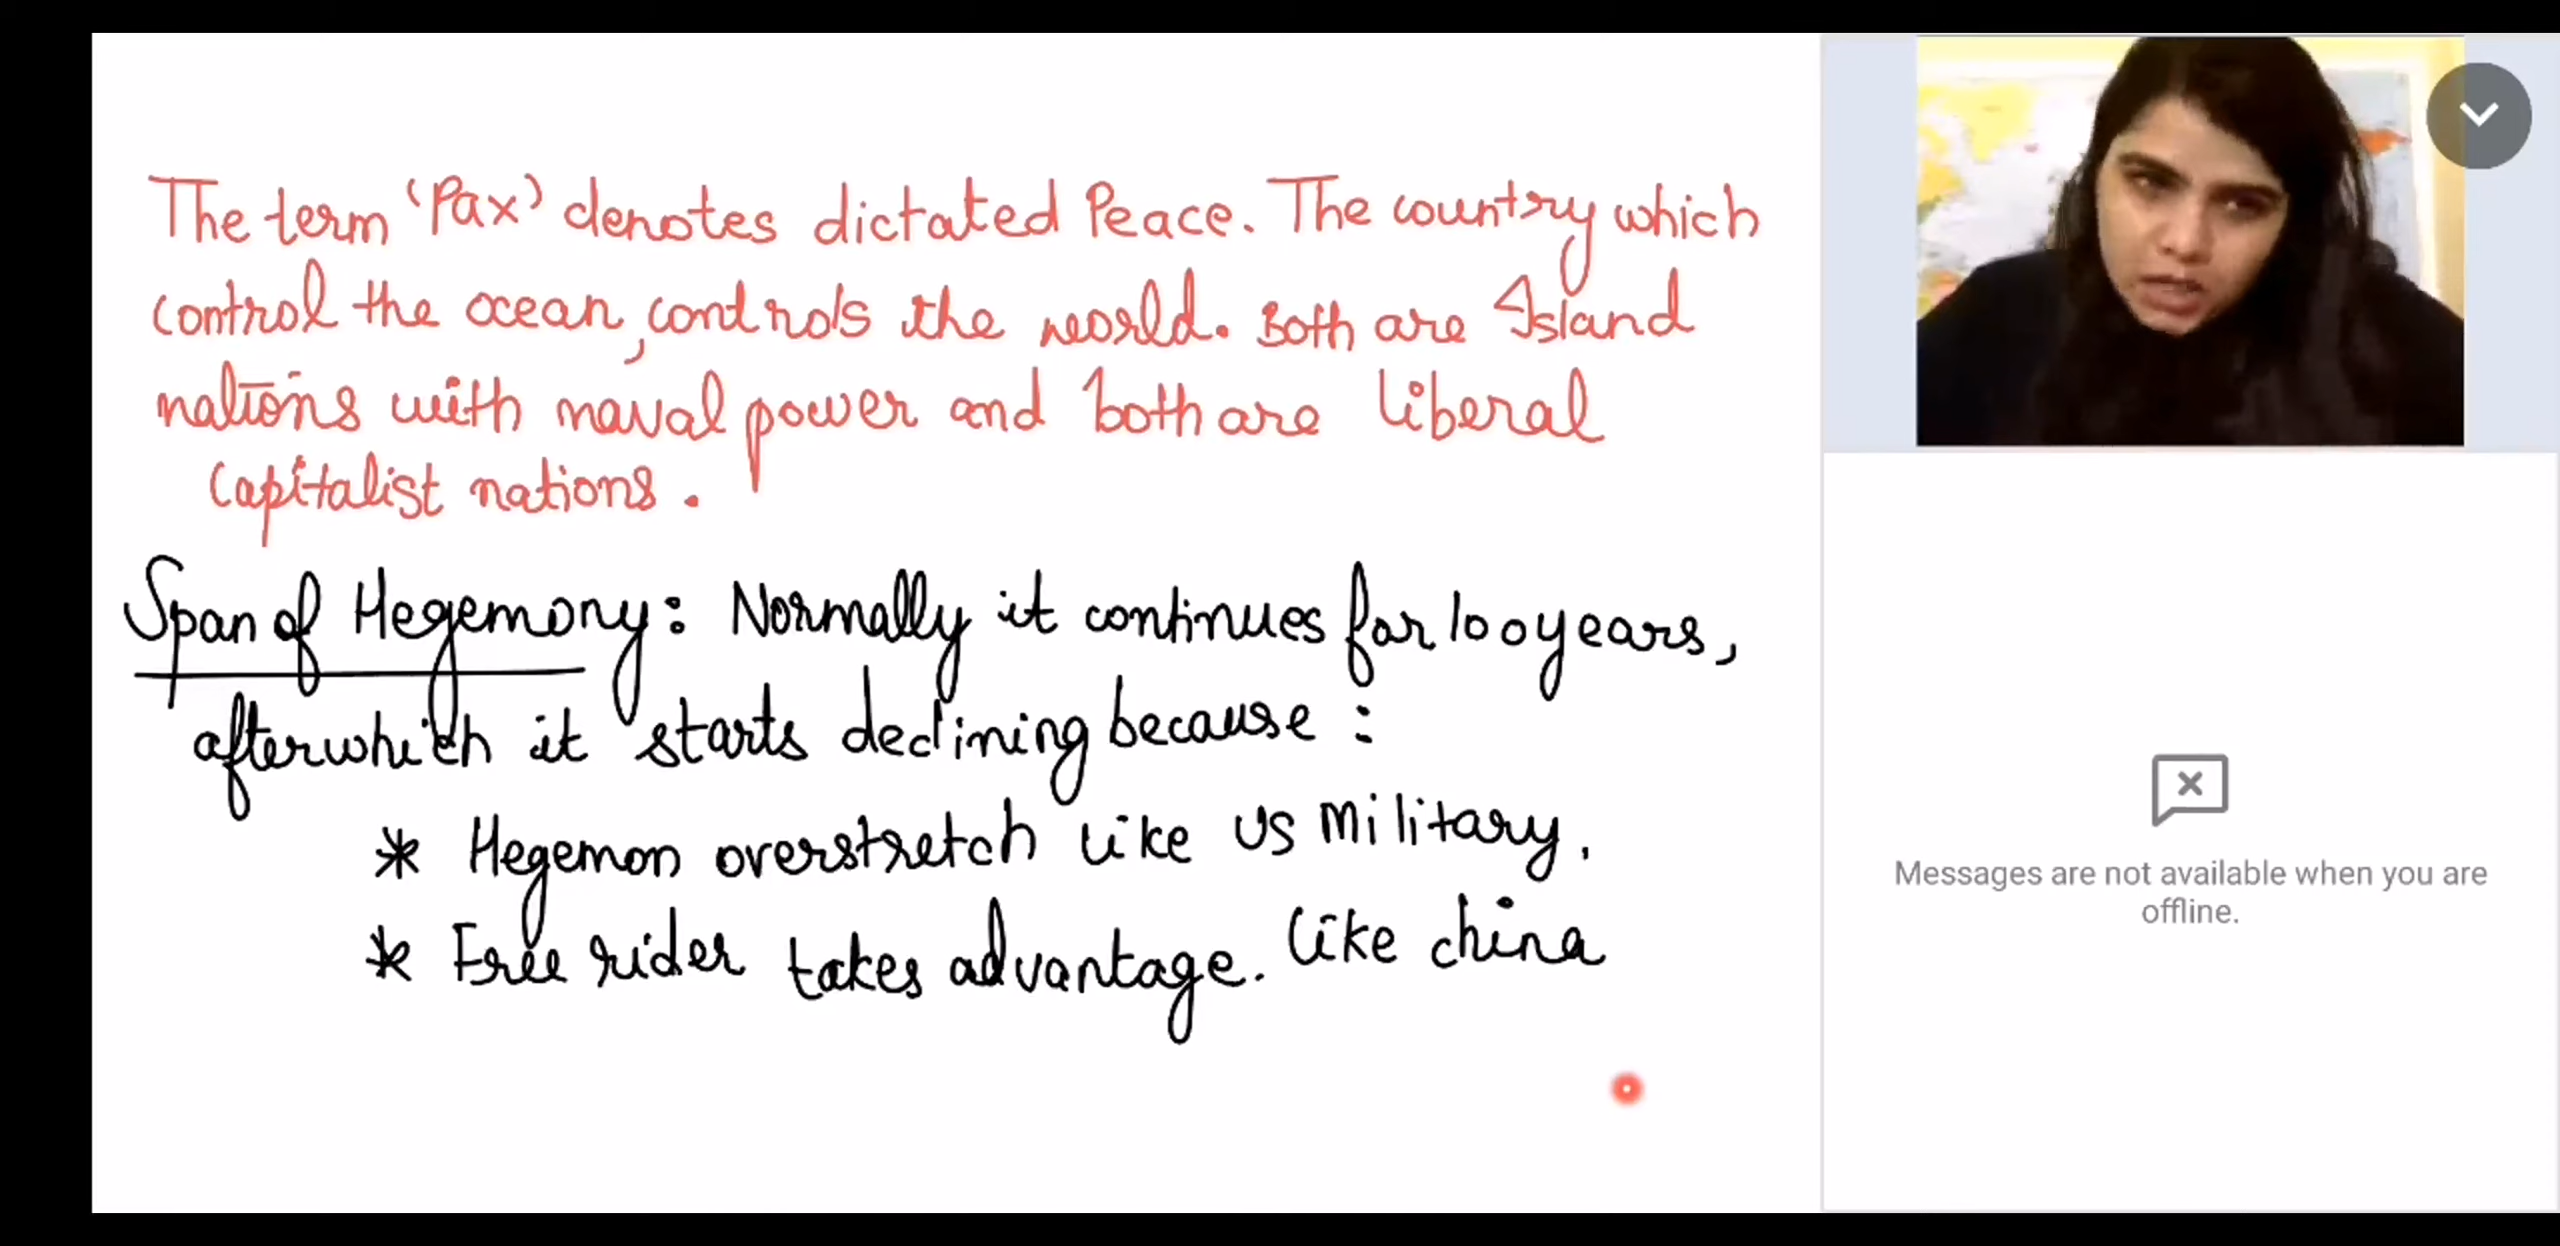 The term 'Pax' denotes dictated Peace. The country which
control the ocean, controls the world. Both are Island
nations with naval power and both are liberal
capitalist nations.
Span of Hegemony: Normally it continues for 100 years,
after which it starts declining because:
* Hegemon overstretch like US military.
* Free rider takes advantage. like china
Messages are not available when you are
offline.